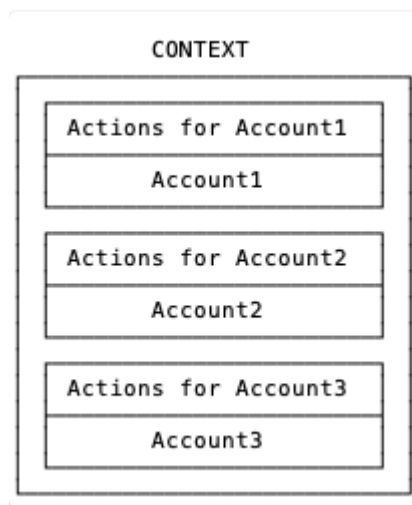 CONTEXT
Actions for Account1
Account1
Actions for Account2
Account2
Actions for Account3
Account3